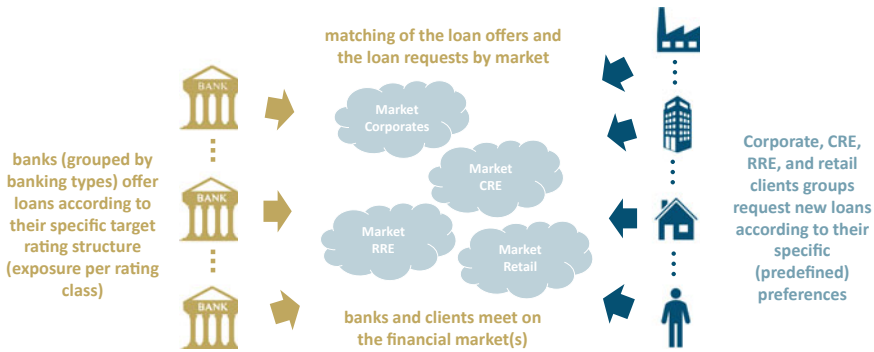 matching of the loan offers and
the loan requests by market
BANK
Market
Corporates
banks (grouped by
banking types) offer
loans according to
their specific target
rating structure
(exposure per rating
class)
BANK
Market
CRE
Market
RRE
Market
Retail
Corporate, CRE,
RRE, and retail
clients groups
request new loans
according to their
specific
(predefined)
preferences
BANK
banks and clients meet on
the financial market(s)